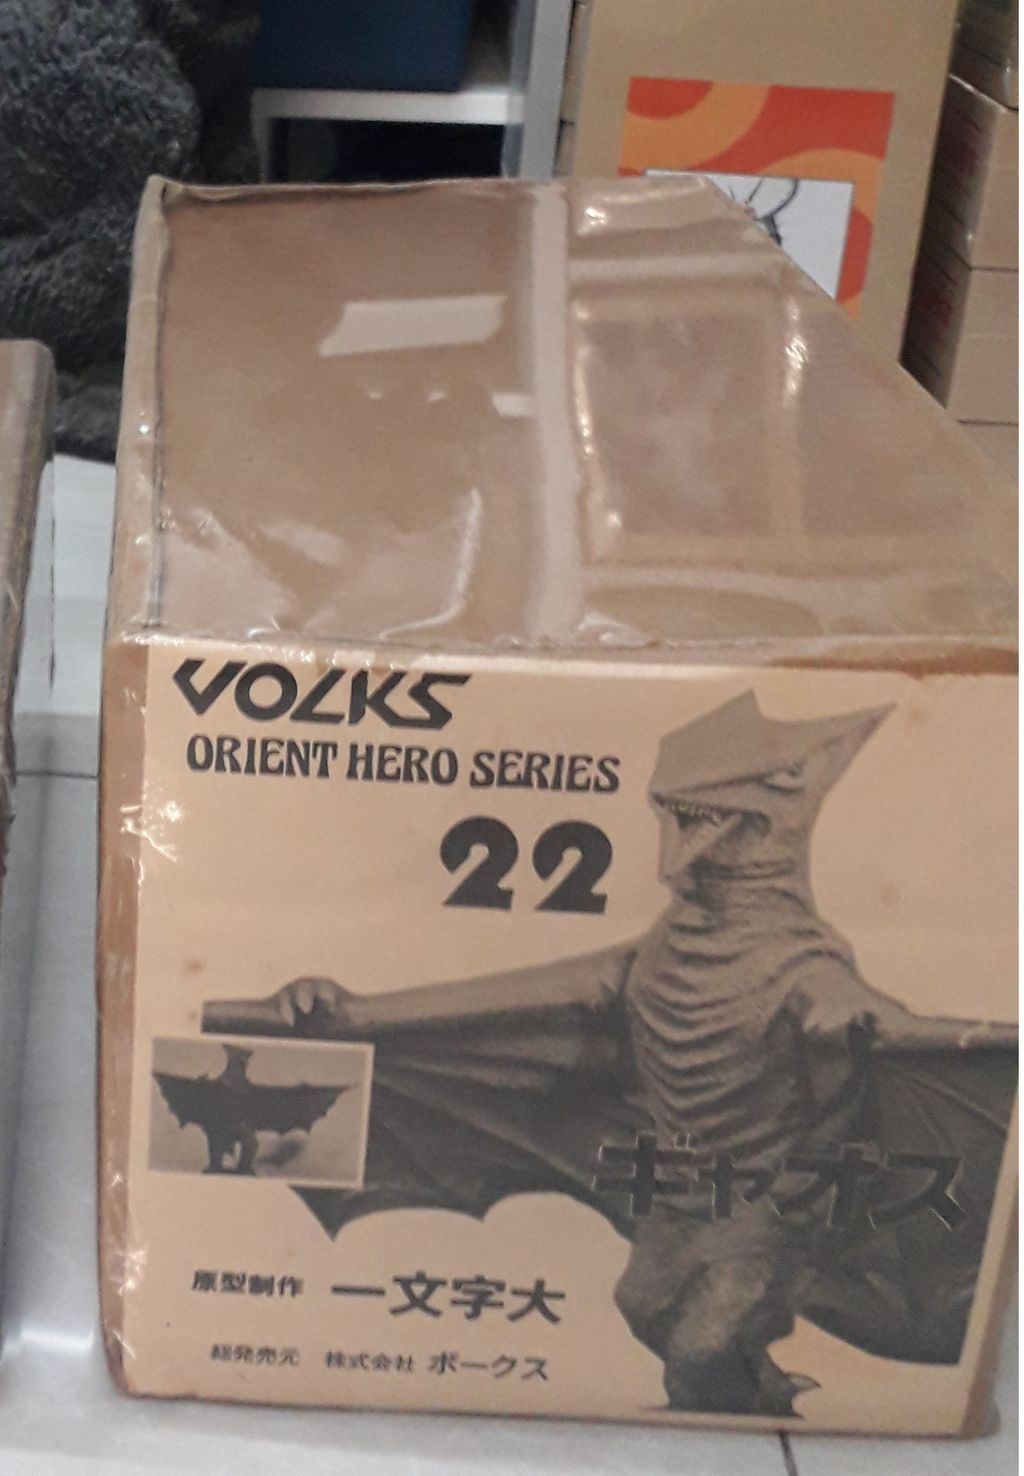 VOLKS
ORIENT HERO SERIES
22
ギャオス
原型制作 一文字大
総発売元 株式会社 ボークス